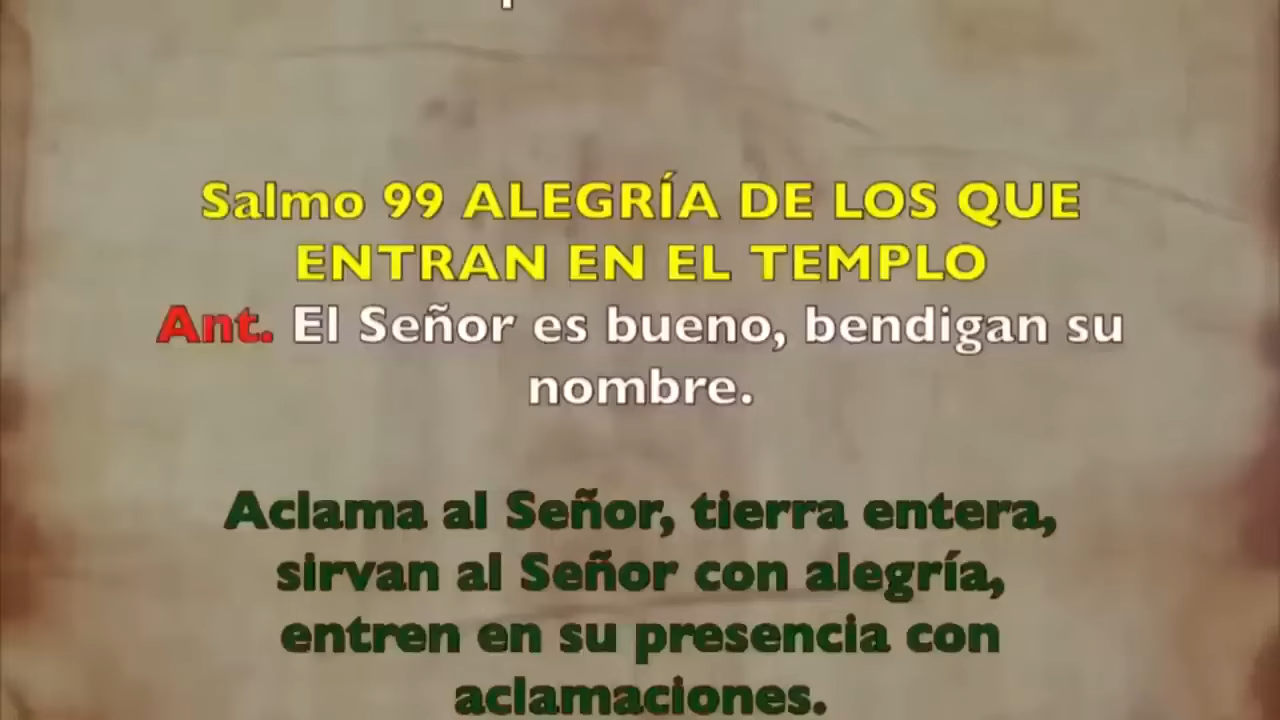 Salmo 99 ALEGRÍA DE LOS QUE
ENTRAN EN EL TEMPLO
Ant. El Señor es bueno, bendigan su
nombre.
Aclama al Señor, tierra entera,
sirvan al Señor con alegría,
entren en su presencia con
aclamaciones.